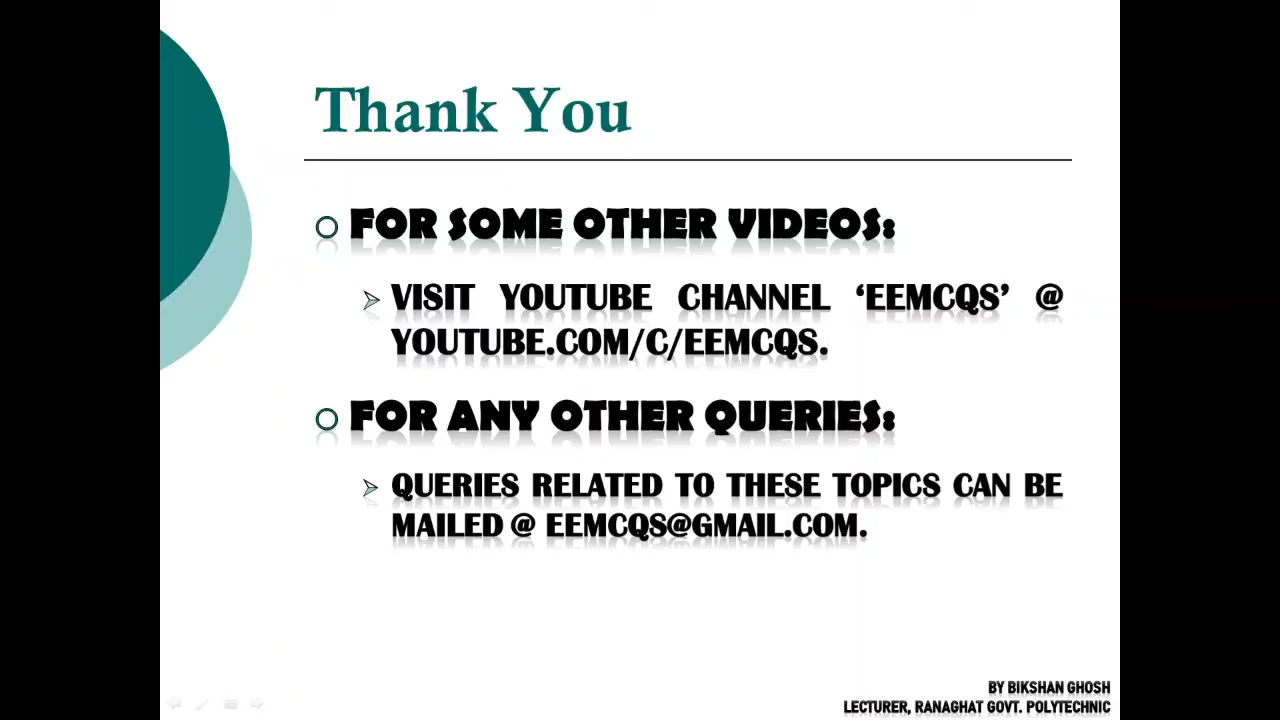 Thank You
FOR SOME OTHER VIDEOS:
VISIT YOUTUBE CHANNEL ‘EEMCQS’ @
YOUTUBE.COM/C/EEMCQS.
FOR ANY OTHER QUERIES:
QUERIES RELATED TO THESE TOPICS CAN BE
MAILED @ EEMCQS@GMAIL.COM.
BY BIKSHAN GHOSH
LECTURER, RANAGHAT GOVT. POLYTECHNIC